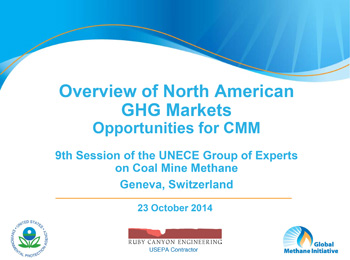 Overview of North American
GHG Markets
Opportunities for CMM
9th Session of the UNECE Group of Experts
on Coal Mine Methane
Geneva, Switzerland
23 October 2014
RUBY CANYON ENGINEERING
USEPA Contractor
Global
Methane Initiative